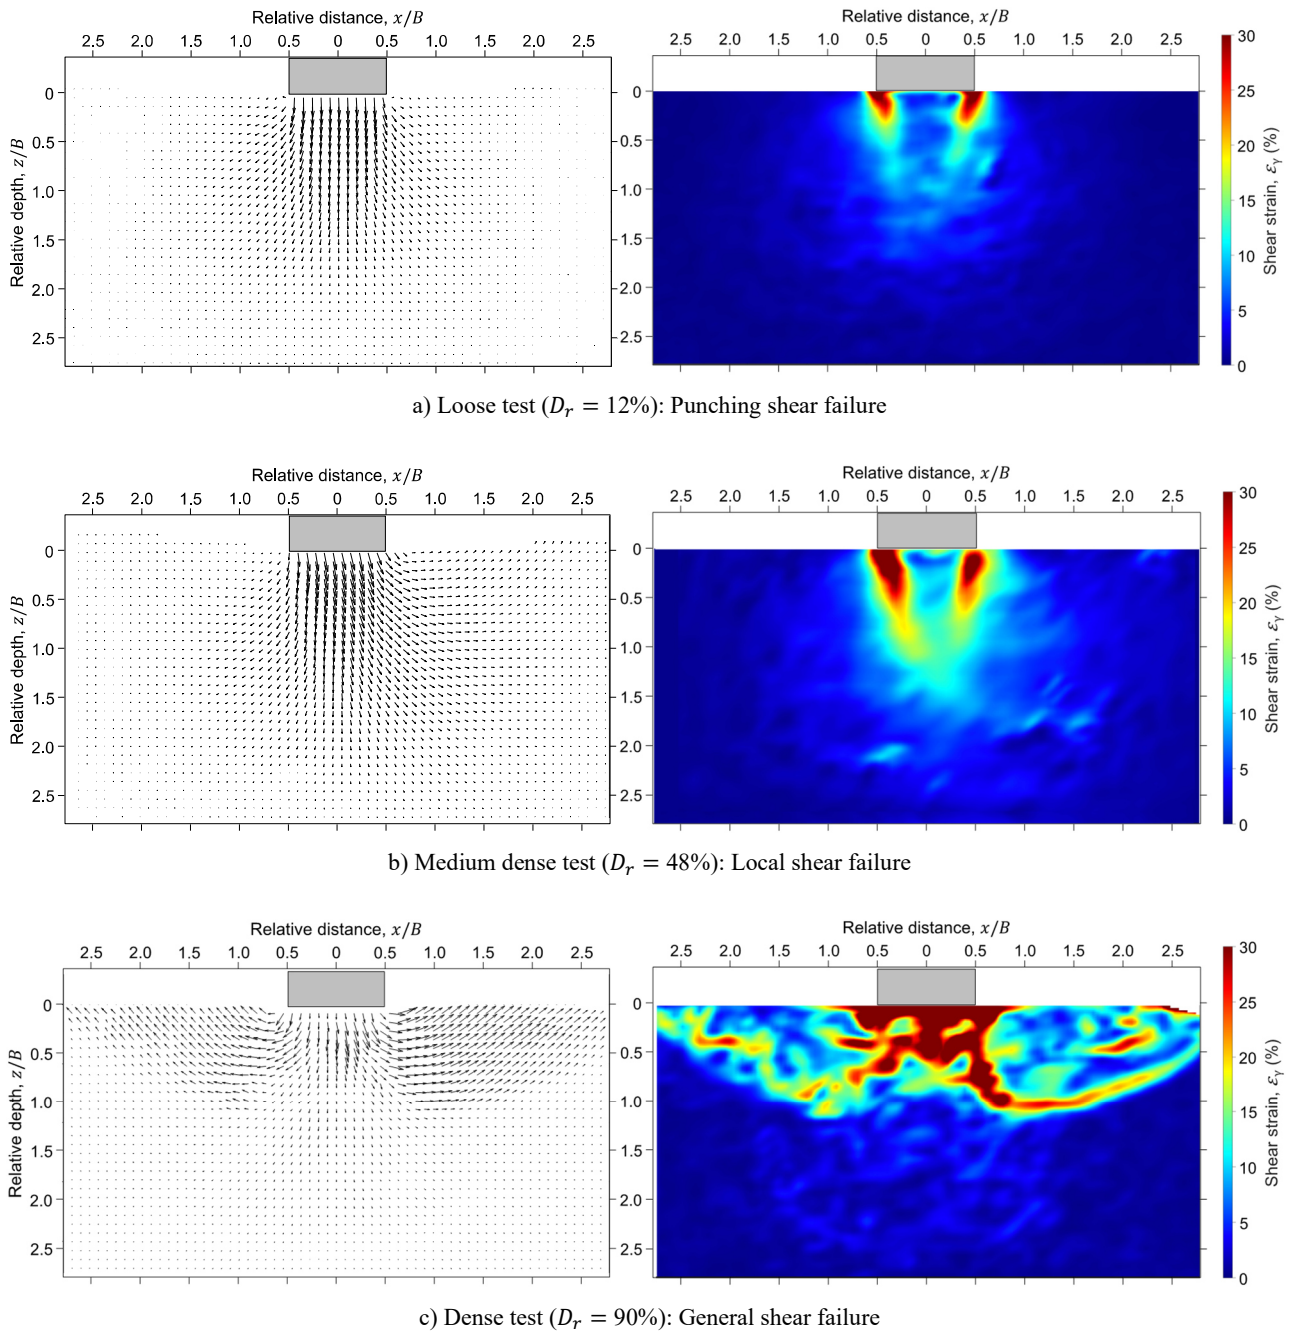 Relative distance, x/B
2.5 2.0 1.5 1.0 0.5 0 0.5 1.0 1.5 2.0 2.5
Relative depth, z/B
0
0.5
1.0
1.5
2.0
2.5
Relative distance, x/B
2.5 2.0 1.5 1.0 0.5 0 0.5 1.0 1.5 2.0 2.5
0
0.5
1.0
1.5
2.0
2.5
30
25
20
15
10
5
0
Shear strain, εγ (%)
a) Loose test (Dr = 12%): Punching shear failure
Relative distance, x/B
2.5 2.0 1.5 1.0 0.5 0 0.5 1.0 1.5 2.0 2.5
Relative depth, z/B
0
0.5
1.0
1.5
2.0
2.5
Relative distance, x/B
2.5 2.0 1.5 1.0 0.5 0 0.5 1.0 1.5 2.0 2.5
0
0.5
1.0
1.5
2.0
2.5
30
25
20
15
10
5
0
Shear strain, εγ (%)
b) Medium dense test (Dr = 48%): Local shear failure
Relative distance, x/B
2.5 2.0 1.5 1.0 0.5 0 0.5 1.0 1.5 2.0 2.5
Relative depth, z/B
0
0.5
1.0
1.5
2.0
2.5
Relative distance, x/B
2.5 2.0 1.5 1.0 0.5 0 0.5 1.0 1.5 2.0 2.5
0
0.5
1.0
1.5
2.0
2.5
30
25
20
15
10
5
0
Shear strain, εγ (%)
c) Dense test (Dr = 90%): General shear failure